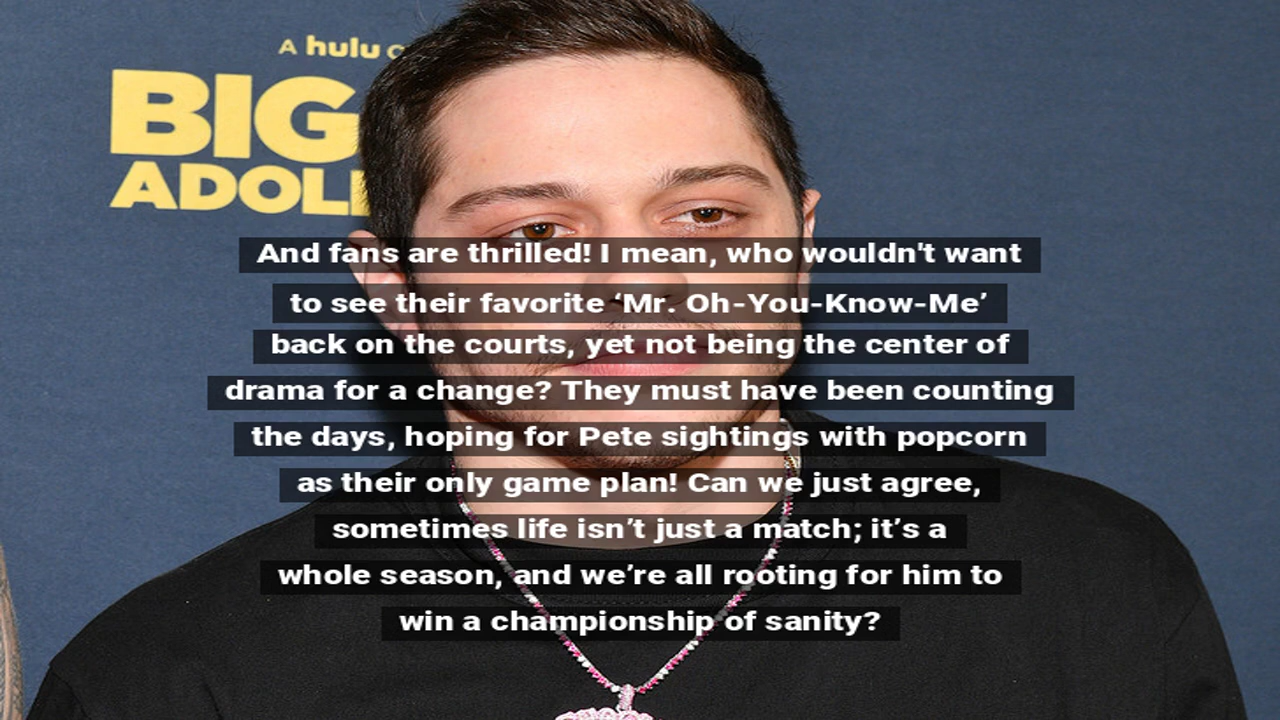 A hulu
BIG
ADOL
And fans are thrilled! I mean, who wouldn't want
to see their favorite ‘Mr. Oh-You-Know-Me’
back on the courts, yet not being the center of
drama for a change? They must have been counting
the days, hoping for Pete sightings with popcorn
as their only game plan! Can we just agree,
sometimes life isn’t just a match; it’s a
whole season, and we’re all rooting for him to
win a championship of sanity?